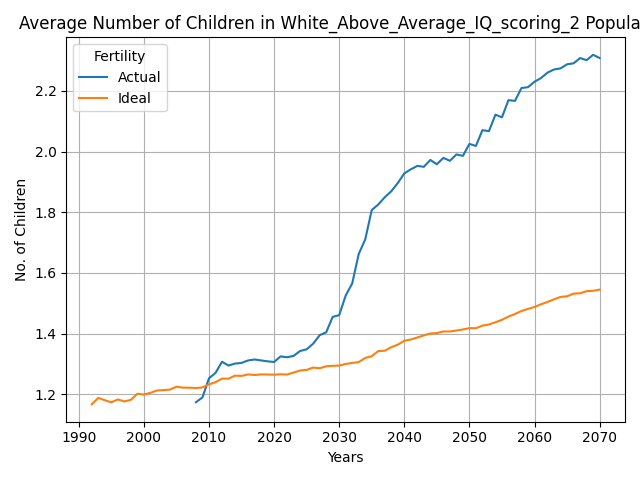 Average Number of Children in White_Above_Average_IQ_scoring_2 Popula
Fertility
Actual
Ideal
No. of Children
2.2
2.0
1.8
1.6
1.4
1.2
1990 2000 2010 2020 2030 2040 2050 2060 2070
Years